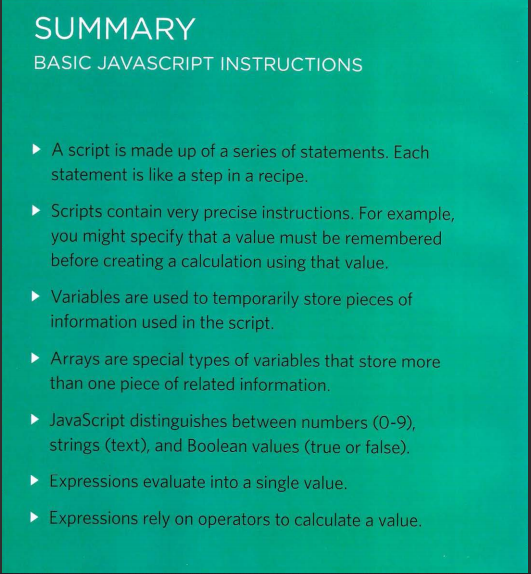 SUMMARY
BASIC JAVASCRIPT INSTRUCTIONS
A script is made up of a series of statements. Each
statement is like a step in a recipe.
Scripts contain very precise instructions. For example,
you might specify that a value must be remembered
before creating a calculation using that value.
Variables are used to temporarily store pieces of
information used in the script.
Arrays are special types of variables that store more
than one piece of related information.
JavaScript distinguishes between numbers (0-9),
strings (text), and Boolean values (true or false).
Expressions evaluate into a single value.
Expressions rely on operators to calculate a value.